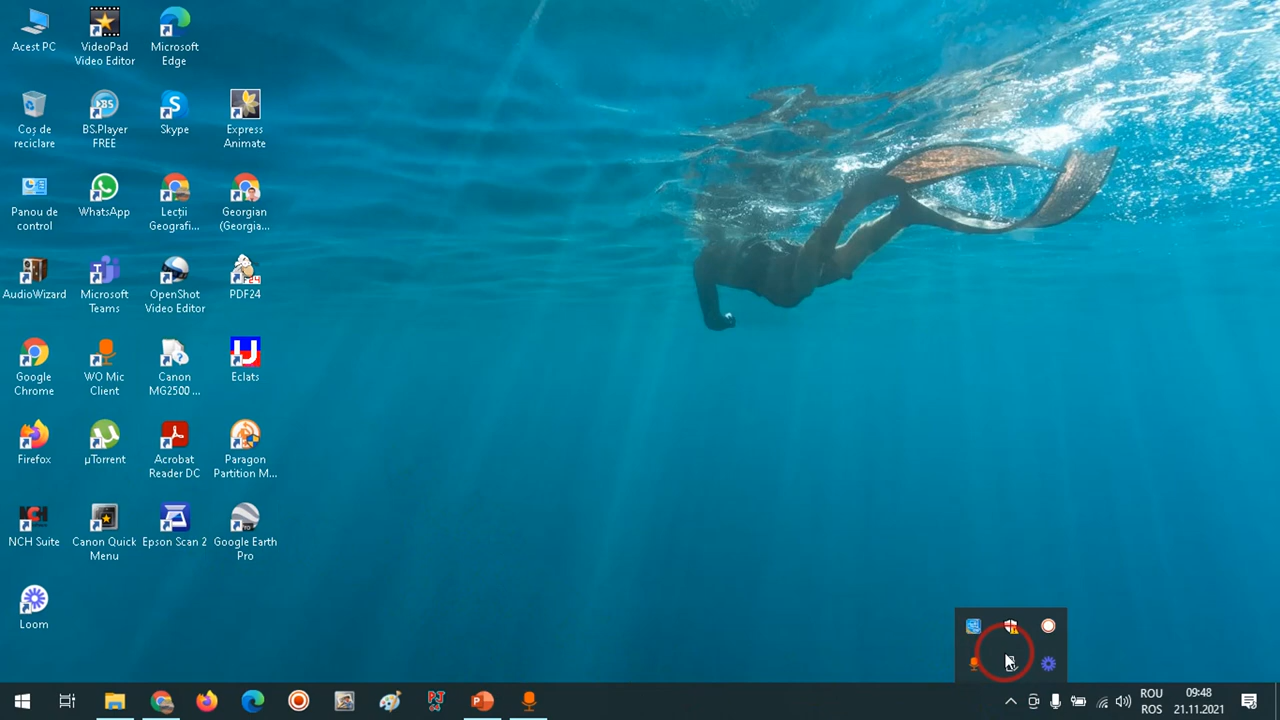 Acest PC
VideoPad
Video Editor
Microsoft
Edge
Coș de
reciclare
BS.Player
FREE
Skype
Express
Animate
Panou de
control
WhatsApp
Lecții
Geografi...
Georgian
(Georgia...
AudioWizard
Microsoft
Teams
OpenShot
Video Editor
PDF24
Google
Chrome
WO Mic
Client
Canon
MG2500 ...
Eclats
Firefox
µTorrent
Acrobat
Reader DC
Paragon
Partition M...
NCH Suite
Canon Quick
Menu
Epson Scan 2
Google Earth
Pro
Loom
ROU
ROS
09:48
21.11.2021